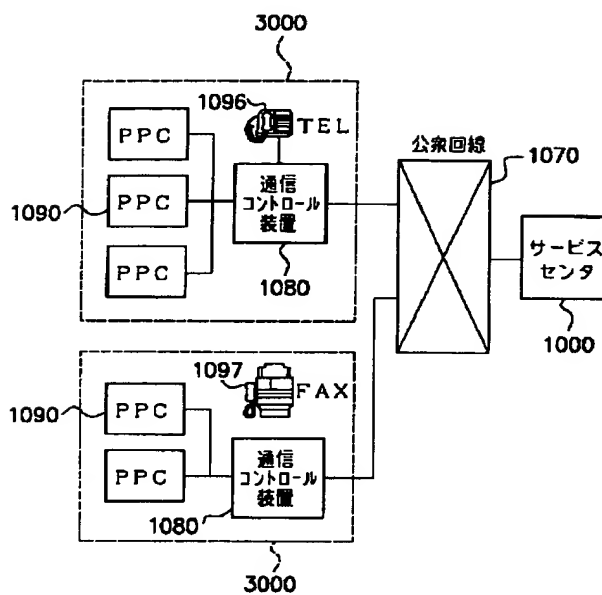 3000
1096
TEL
PPC
1090
PPC
PPC
通信
コントロール
装置
1080
公衆回線
1070
サービス
センタ
1000
1097
FAX
1090
PPC
PPC
通信
コントロール
装置
1080
3000